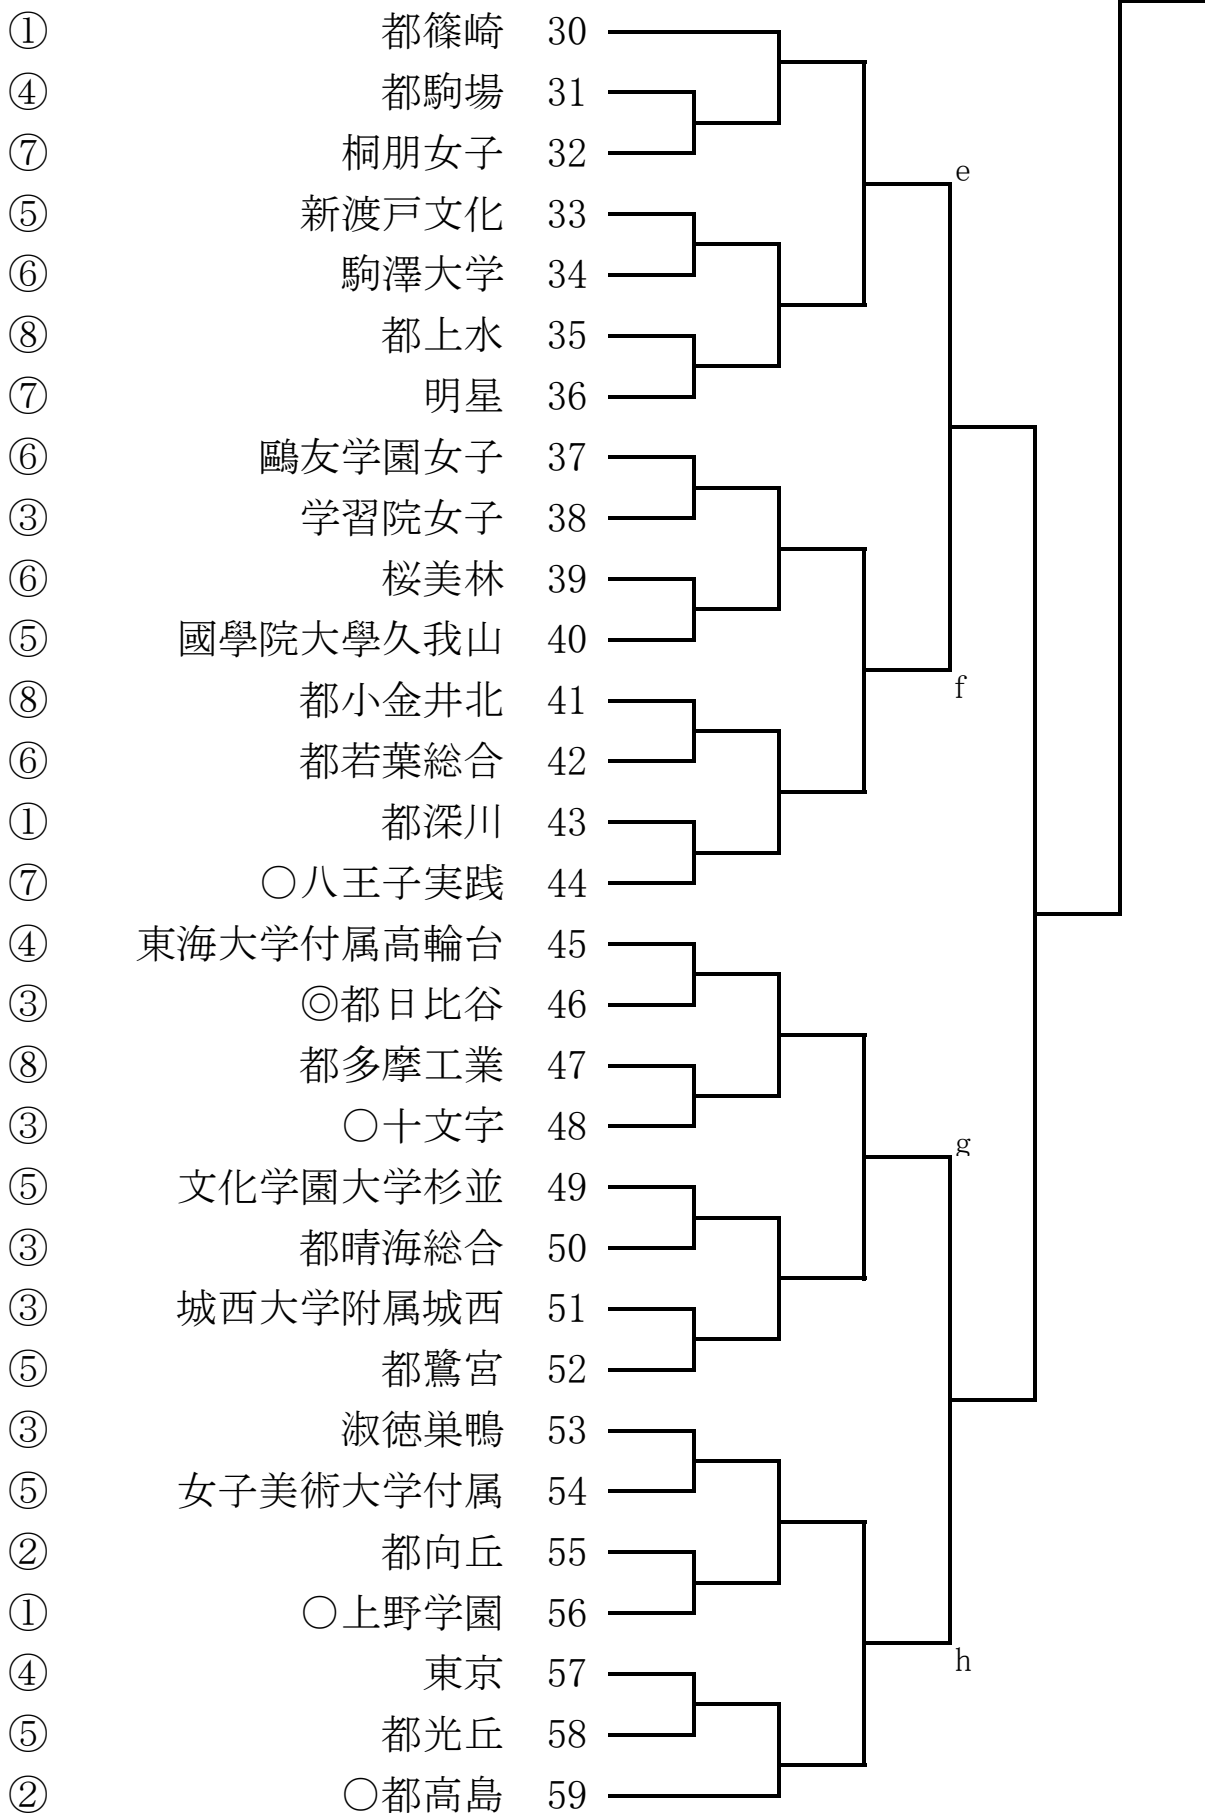 ① 都篠崎 30
④ 都駒場 31
⑦ 桐朋女子 32
e
⑤ 新渡戸文化 33
⑥ 駒澤大学 34
⑧ 都上水 35
⑦ 明星 36
⑥ 鷗友学園女子 37
③ 学習院女子 38
⑥ 桜美林 39
⑤ 國學院大學久我山 40
f
⑧ 都小金井北 41
⑥ 都若葉総合 42
① 都深川 43
⑦ ○八王子実践 44
④ 東海大学付属高輪台 45
③ ◎都日比谷 46
⑧ 都多摩工業 47
③ ○十文字 48
g
⑤ 文化学園大学杉並 49
③ 都晴海総合 50
③ 城西大学附属城西 51
⑤ 都鷺宮 52
③ 淑徳巣鴨 53
⑤ 女子美術大学付属 54
② 都向丘 55
① ○上野学園 56
h
④ 東京 57
⑤ 都光丘 58
② ○都高島 59